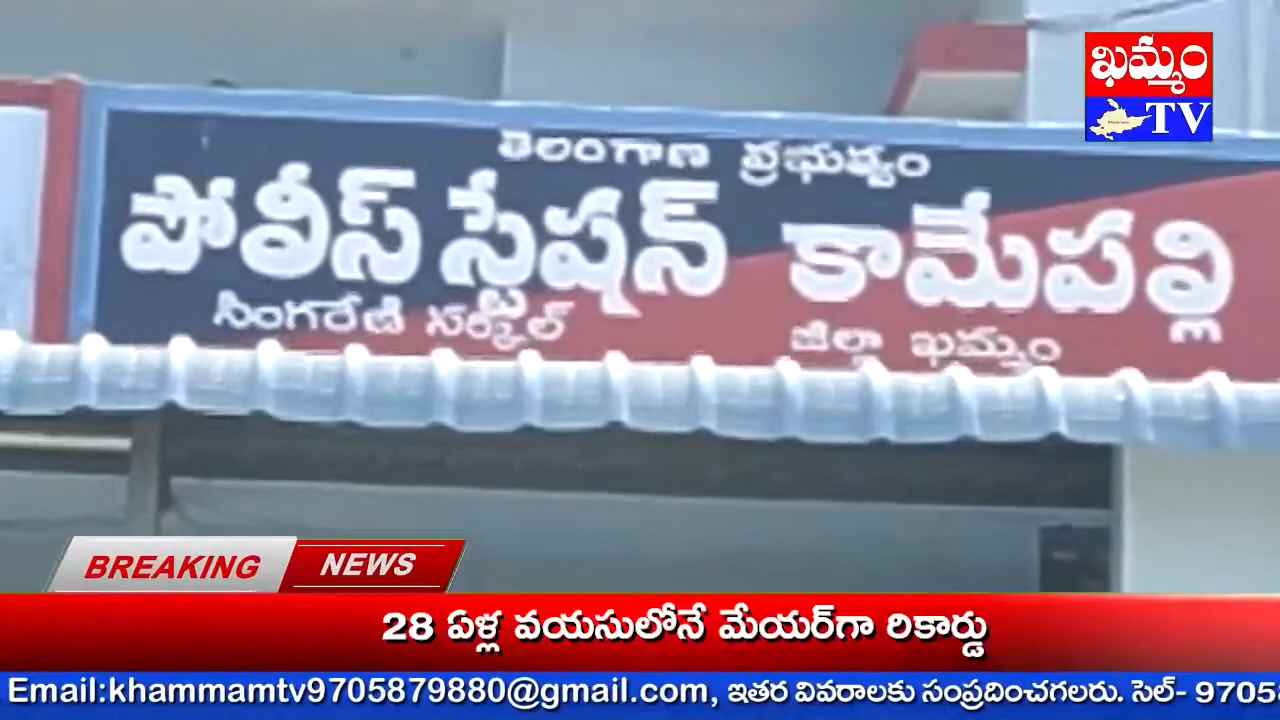 ఖమ్మం
TV
తెలంగాణ ప్రభుత్వం
పోలీస్ స్టేషన్ కామేపల్లి
సింగరేణి సర్కిల్ జిల్లా ఖమ్మం
BREAKING NEWS
28 ఏళ్ల వయసులోనే మేయర్‌గా రికార్డు
Email:khammamtv9705879880@gmail.com, ఇతర వివరాలకు సంప్రదించగలరు. సెల్- 9705